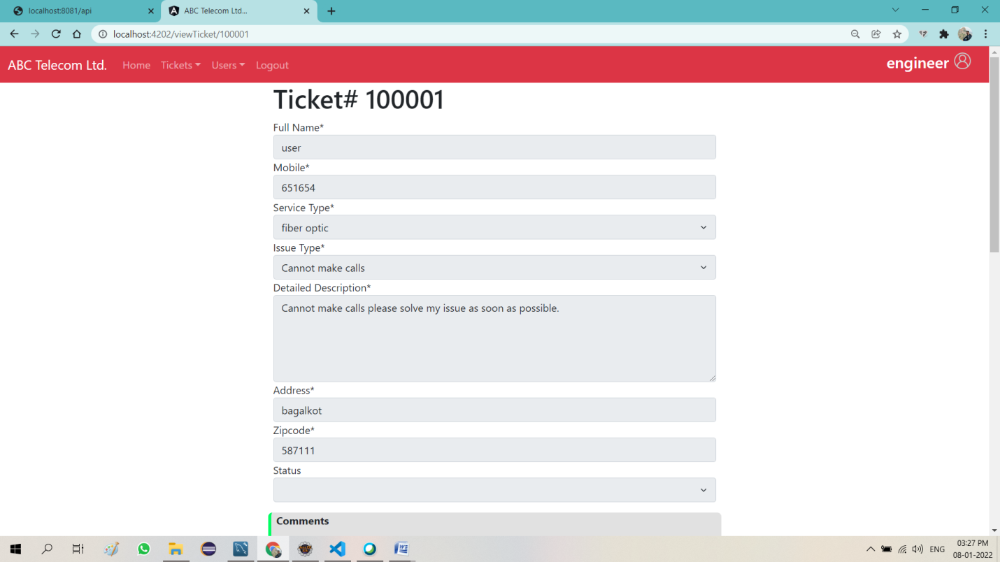 localhost:8081/api
ABC Telecom Ltd...
localhost:4202/viewTicket/100001
ABC Telecom Ltd. Home Tickets Users Logout engineer
Ticket# 100001
Full Name*
user
Mobile*
651654
Service Type*
fiber optic
Issue Type*
Cannot make calls
Detailed Description*
Cannot make calls please solve my issue as soon as possible.
Address*
bagalkot
Zipcode*
587111
Status
Comments
ENG
03:27 PM
08-01-2022